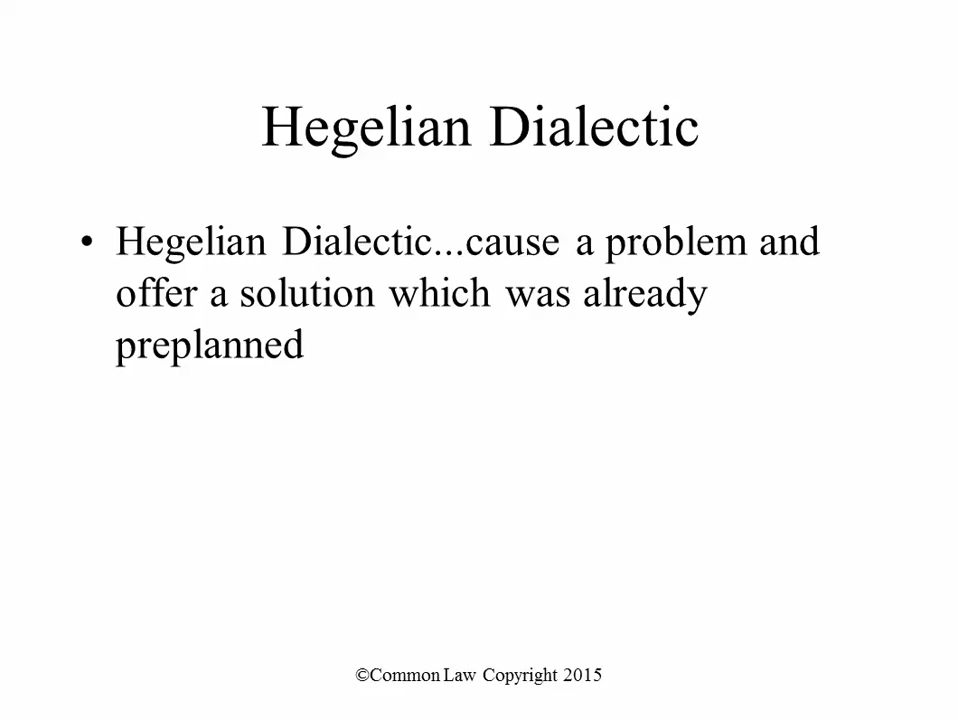 Hegelian Dialectic
• Hegelian Dialectic...cause a problem and
offer a solution which was already
preplanned
©Common Law Copyright 2015